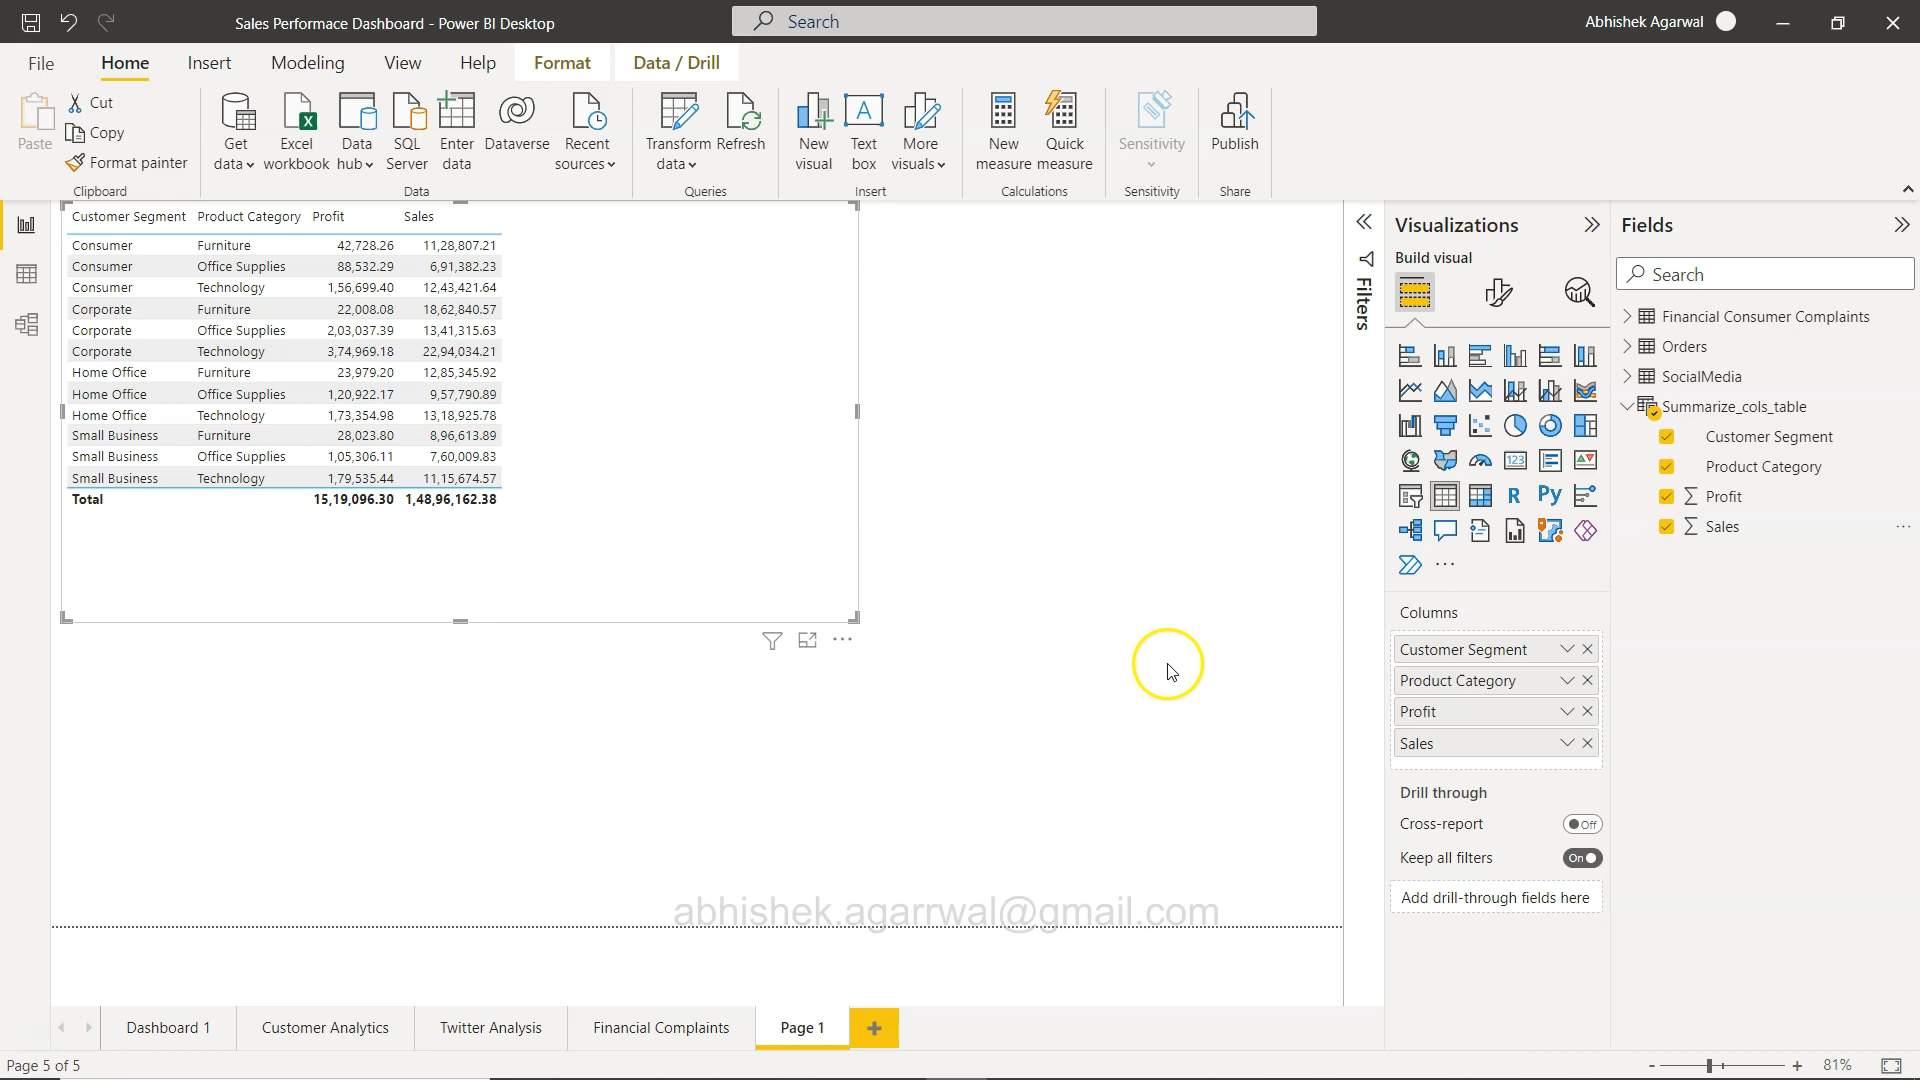 Sales Performace Dashboard - Power BI Desktop
Search
Abhishek Agarwal
File Home Insert Modeling View Help Format Data / Drill
Paste
Cut
Copy
Format painter
Clipboard
Get data
Excel workbook
Data hub
SQL Server
Enter data
Dataverse
Recent sources
Data
Transform data
Refresh
Queries
New visual
Text box
More visuals
Insert
New measure
Quick measure
Calculations
Sensitivity
Sensitivity
Publish
Share
Customer Segment Product Category Profit Sales
Consumer Furniture 42,728.26 11,28,807.21
Consumer Office Supplies 88,532.29 6,91,382.23
Consumer Technology 1,56,699.40 12,43,421.64
Corporate Furniture 22,008.08 18,62,840.57
Corporate Office Supplies 2,03,037.39 13,41,315.63
Corporate Technology 3,74,969.18 22,94,034.21
Home Office Furniture 23,979.20 12,85,345.92
Home Office Office Supplies 1,20,922.17 9,57,790.89
Home Office Technology 1,73,354.98 13,18,925.78
Small Business Furniture 28,023.80 8,96,613.89
Small Business Office Supplies 1,05,306.11 7,60,009.83
Small Business Technology 1,79,535.44 11,15,674.57
Total 15,19,096.30 1,48,96,162.38
Filters
Visualizations
Build visual
123
R
Py
Columns
Customer Segment
Product Category
Profit
Sales
Drill through
Cross-report Off
Keep all filters On
Add drill-through fields here
Fields
Search
Financial Consumer Complaints
Orders
SocialMedia
Summarize_cols_table
Customer Segment
Product Category
Profit
Sales
abhishek.agarrwal@gmail.com
Dashboard 1 Customer Analytics Twitter Analysis Financial Complaints Page 1
Page 5 of 5
81%